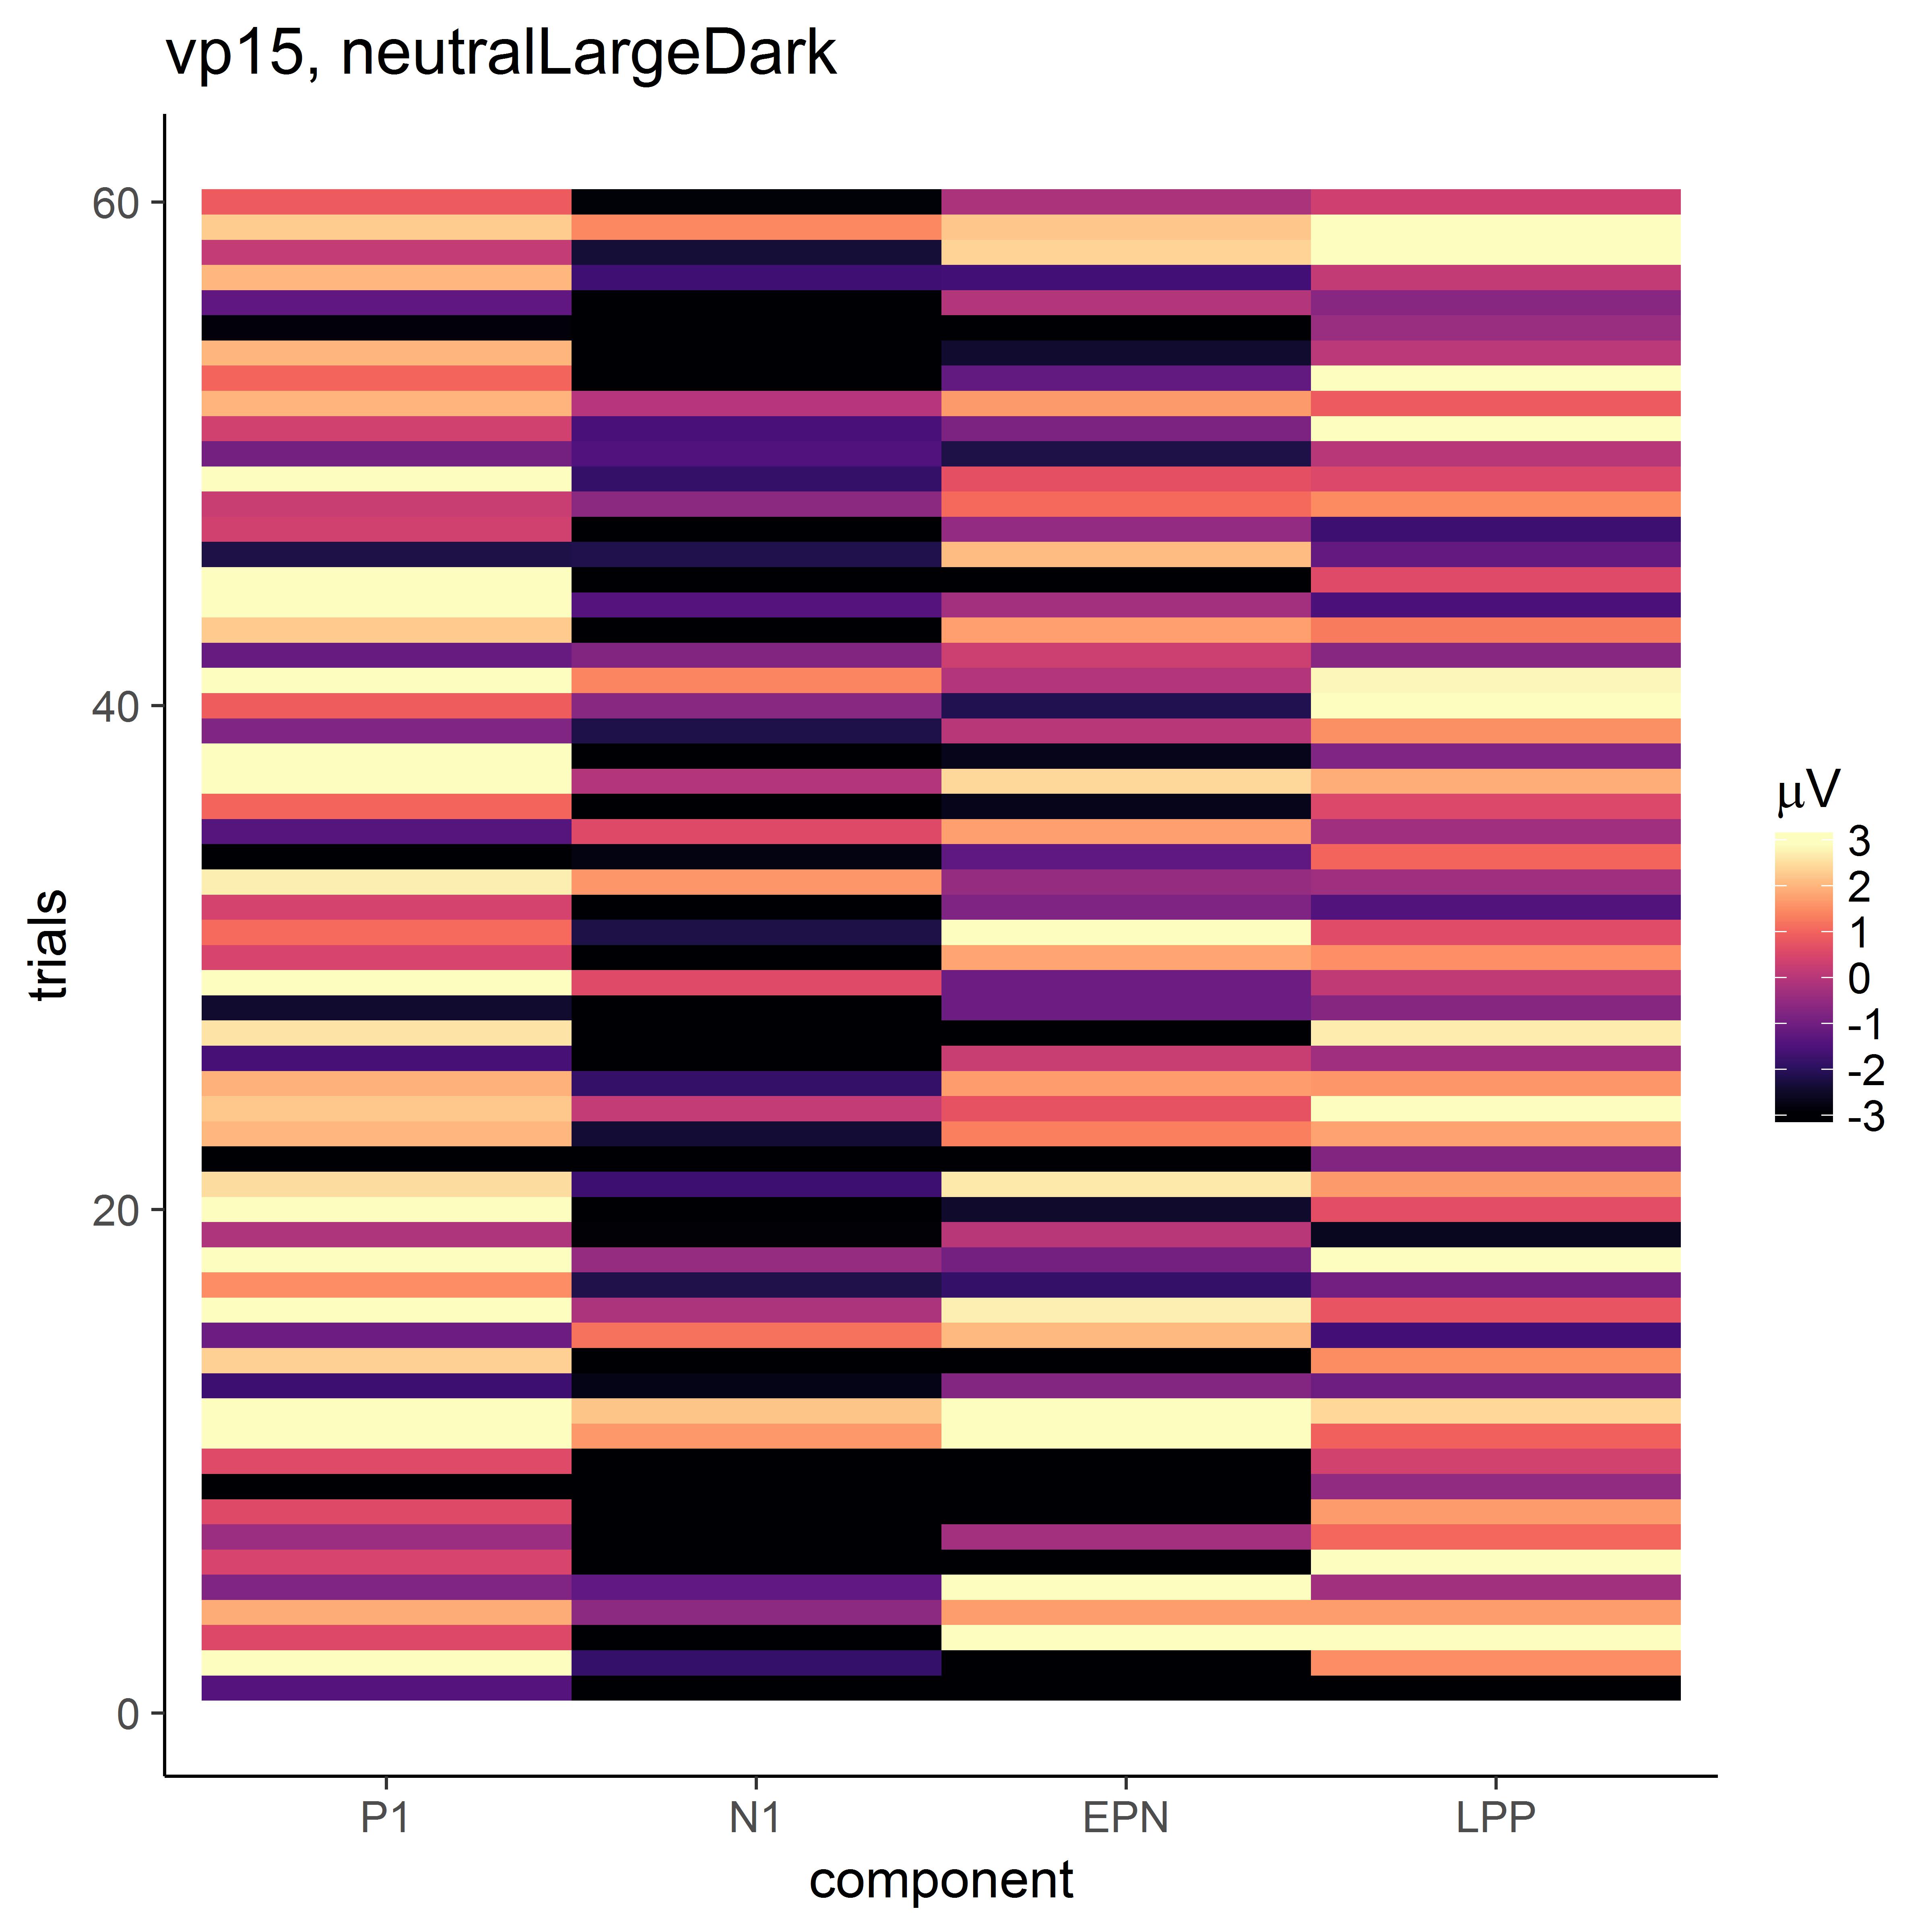 vp15, neutralLargeDark
60
40
20
0
trials
P1 N1 EPN LPP
component
μV
3
2
1
0
-1
-2
-3